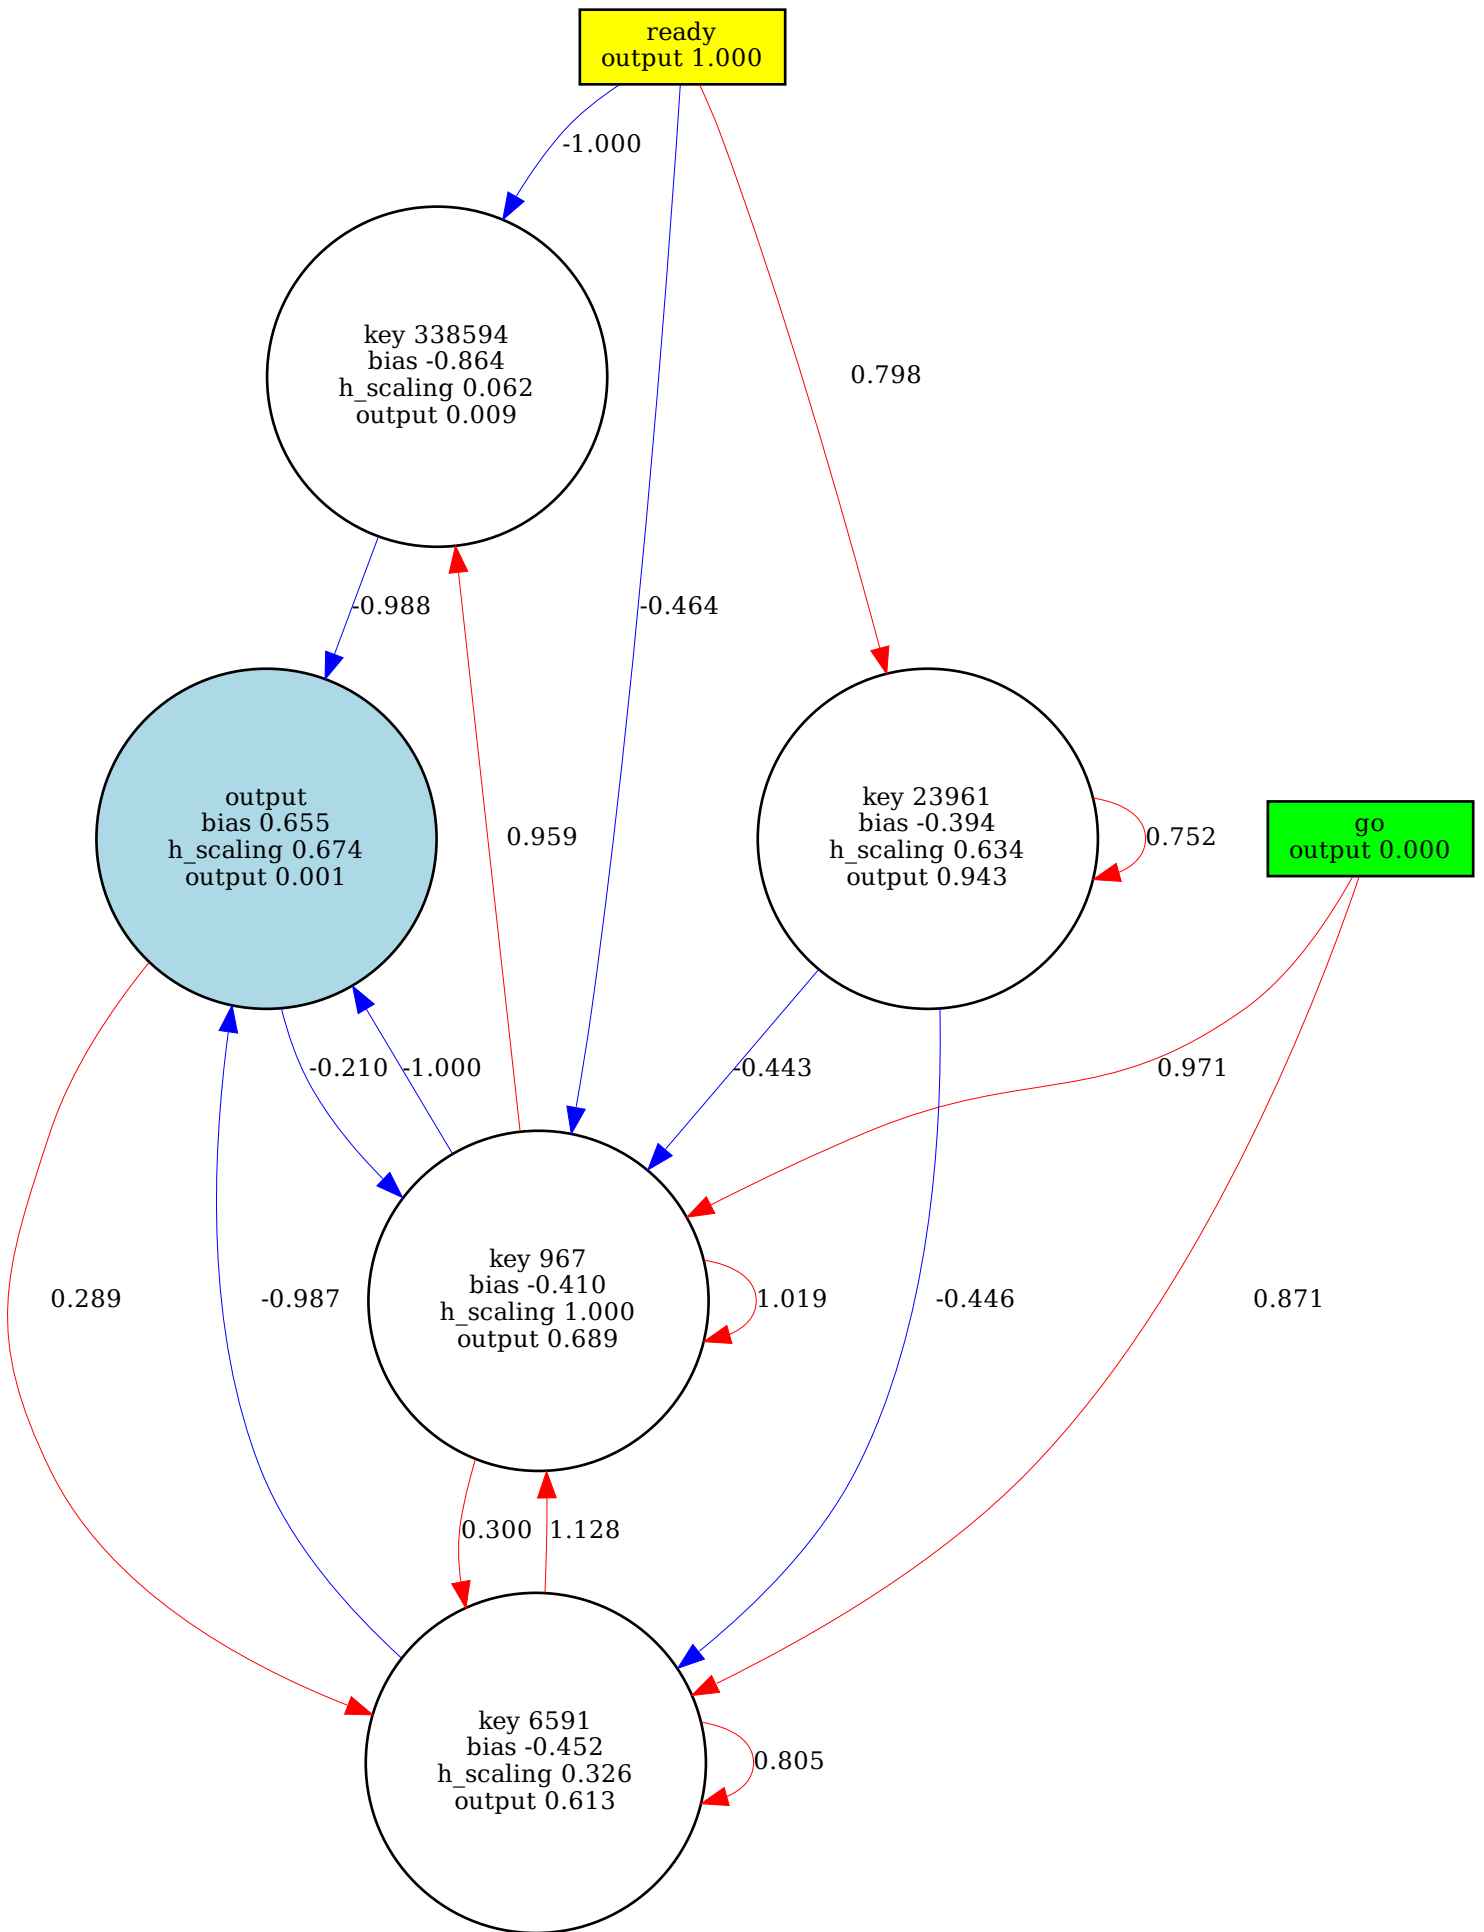 ready
output 1.000
-1.000
key 338594
bias -0.864
h_scaling 0.062
output 0.009
0.798
-0.988
-0.464
output
bias 0.655
h_scaling 0.674
output 0.001
0.959
key 23961
bias -0.394
h_scaling 0.634
output 0.943
0.752
go
output 0.000
-0.210
-1.000
-0.443
0.971
0.289
-0.987
key 967
bias -0.410
h_scaling 1.000
output 0.689
1.019
-0.446
0.871
0.300
1.128
key 6591
bias -0.452
h_scaling 0.326
output 0.613
0.805